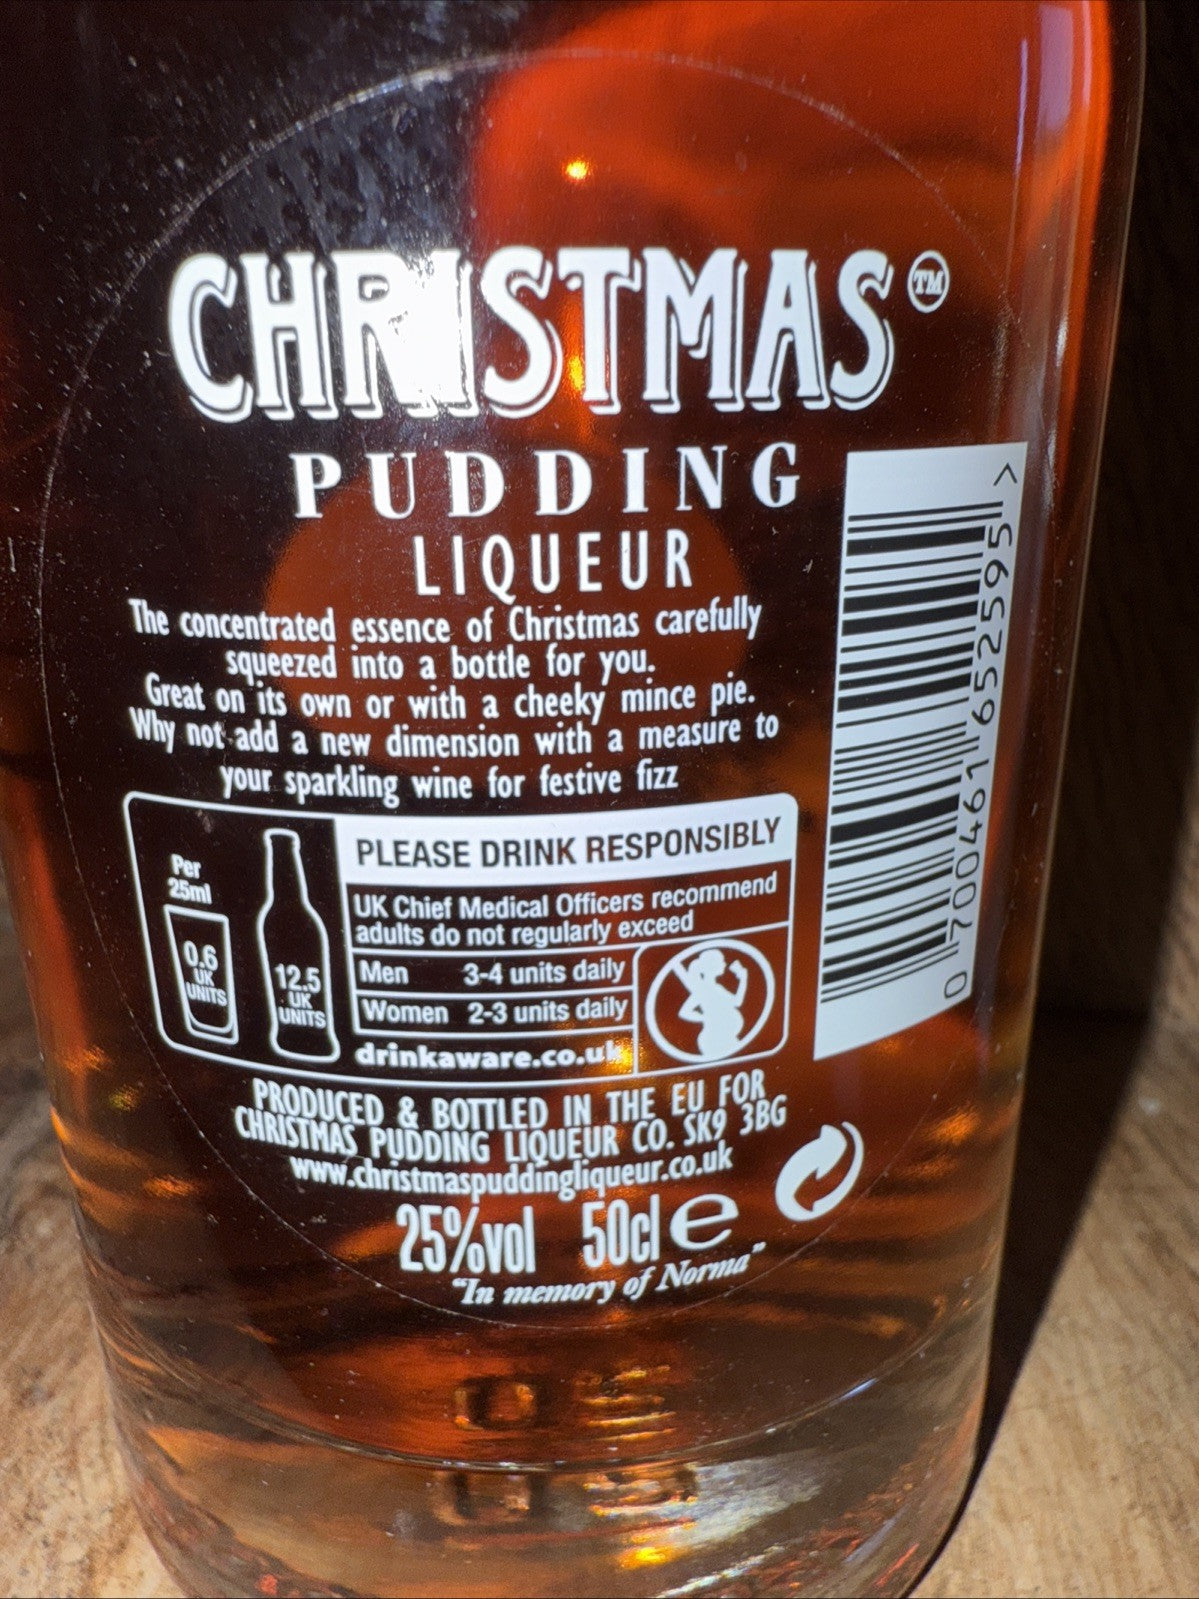 CHRISTMAS TM
PUDDING
LIQUEUR
The concentrated essence of Christmas carefully
squeezed into a bottle for you.
Great on its own or with a cheeky mince pie.
Why not add a new dimension with a measure to
your sparkling wine for festive fizz
Per
25ml
0.6
UK
UNITS
12.5
UK
UNITS
PLEASE DRINK RESPONSIBLY
UK Chief Medical Officers recommend
adults do not regularly exceed
Men 3-4 units daily
Women 2-3 units daily
drinkaware.co.uk
PRODUCED & BOTTLED IN THE EU FOR
CHRISTMAS PUDDING LIQUEUR CO. SK9 3BG
www.christmaspuddingliqueur.co.uk
25%vol 50cl e
"In memory of Norma"
0 700461 652595 >